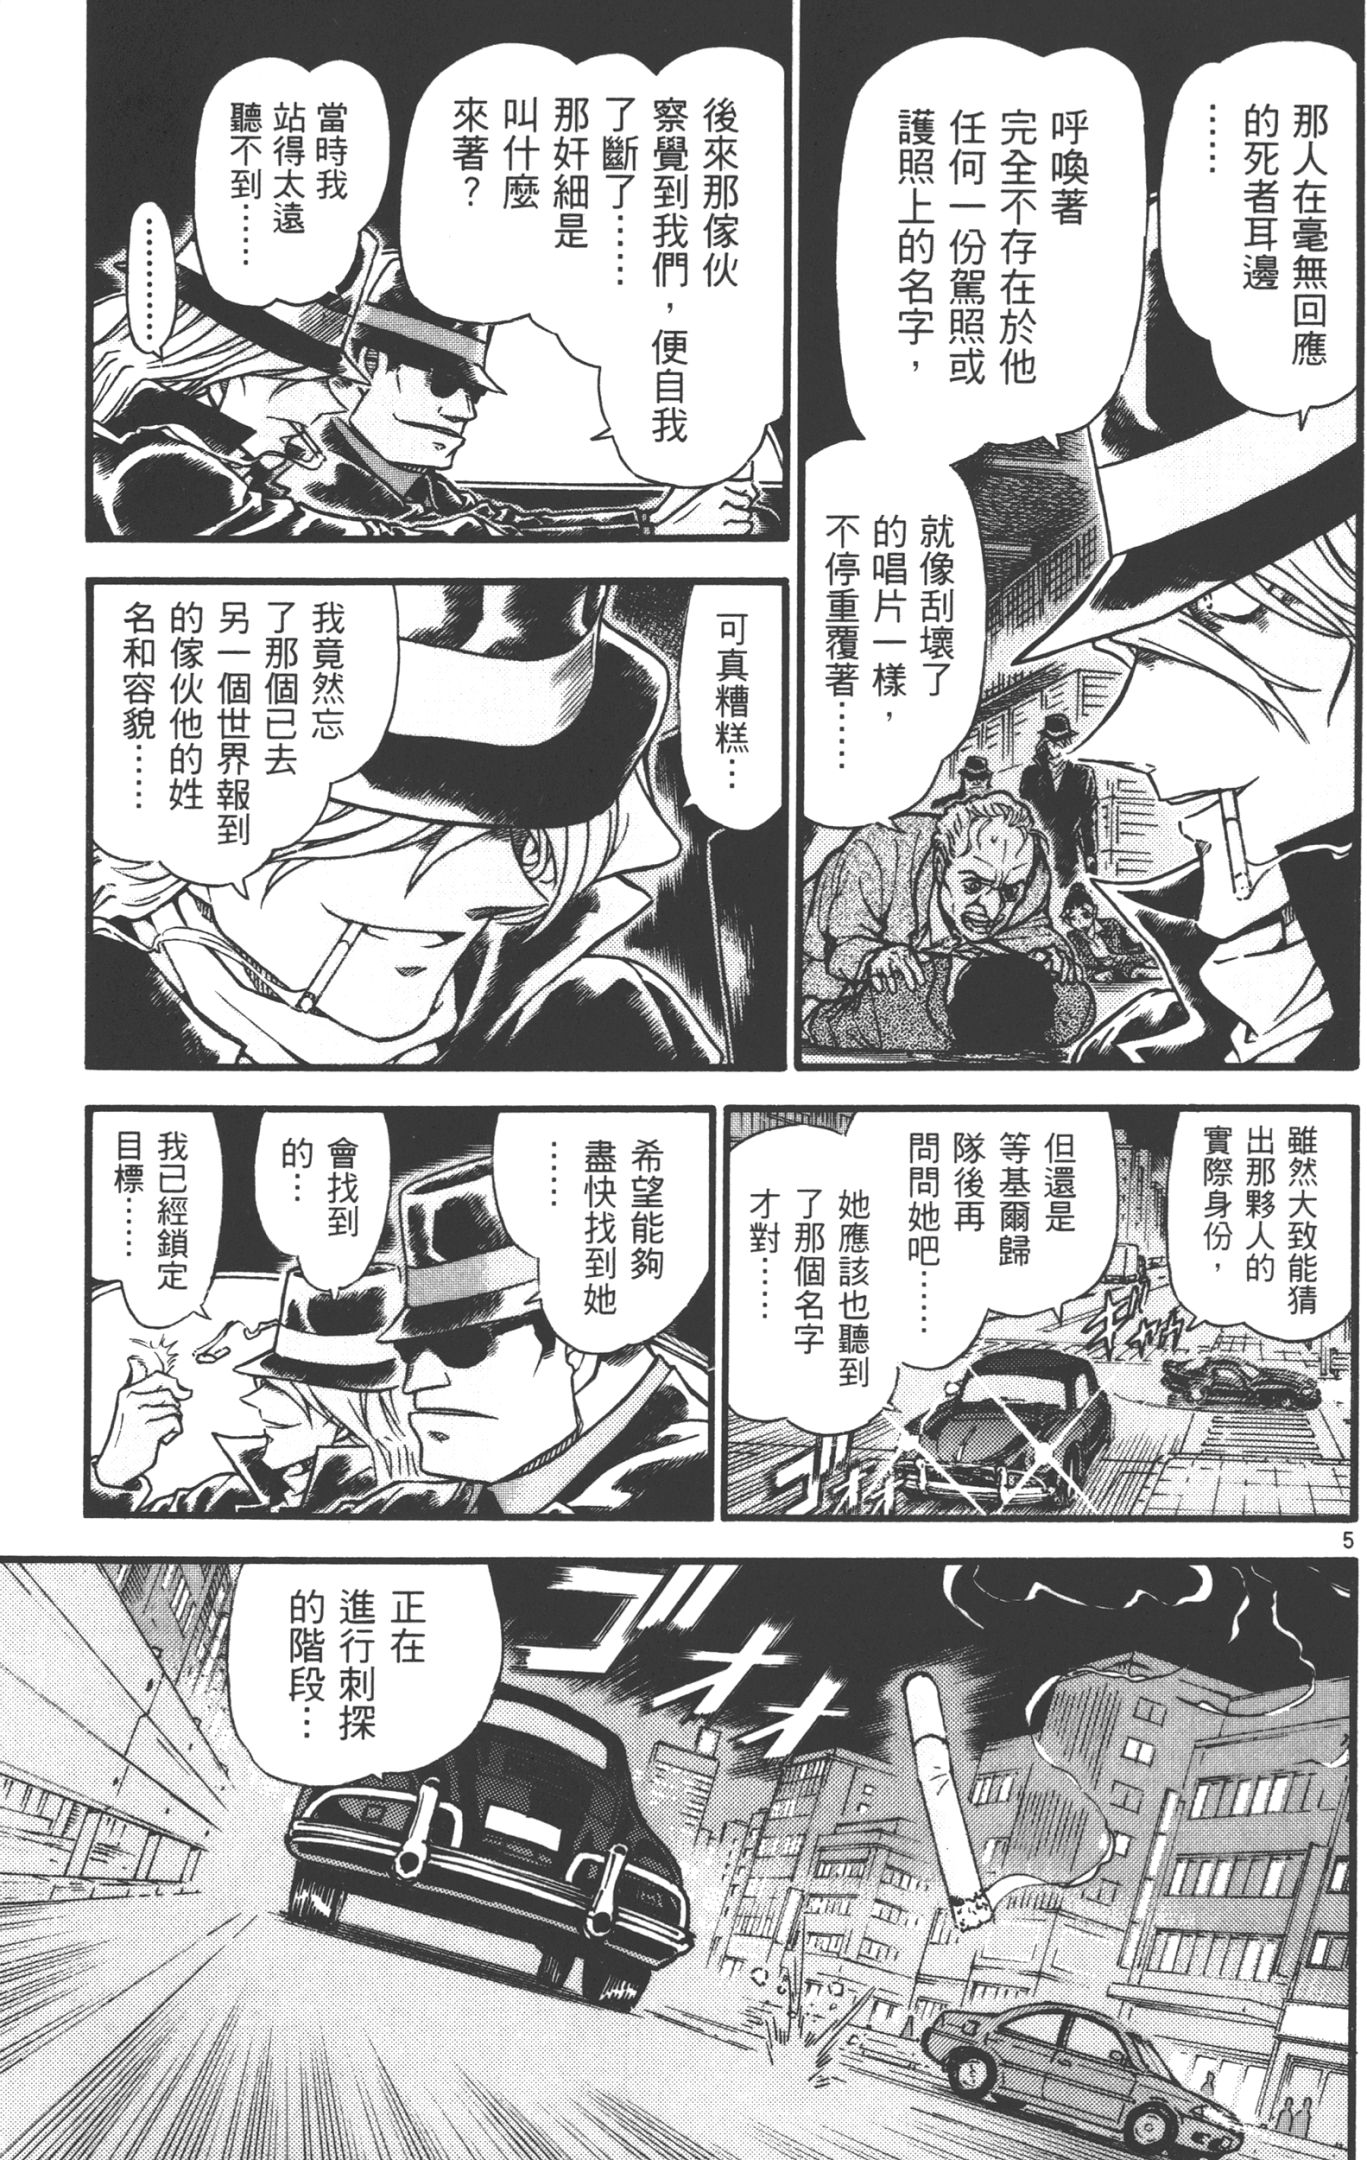 那人在毫無回應
的死者耳邊
……
呼喚著
完全不存在於他
任何一份駕照或
護照上的名字，
就像刮壞了
的唱片一樣，
不停重覆著……
後來那傢伙
察覺到我們，便自我
了斷了……
那奸細是
叫什麼
來著？
當時我
站得太遠
聽不到……
………
可真糟糕…
我竟然忘
了那個已去
另一個世界報到
的傢伙他的姓
名和容貌……
雖然大致能猜
出那夥人的
實際身份，
但還是
等基爾歸
隊後再
問問她吧……
她應該也聽到
了那個名字
才對……
ゴオオ
希望能夠
盡快找到她
……
會找到
的…
我已經鎖定
目標……
5
正在
進行刺探
的階段…
ゴオオ